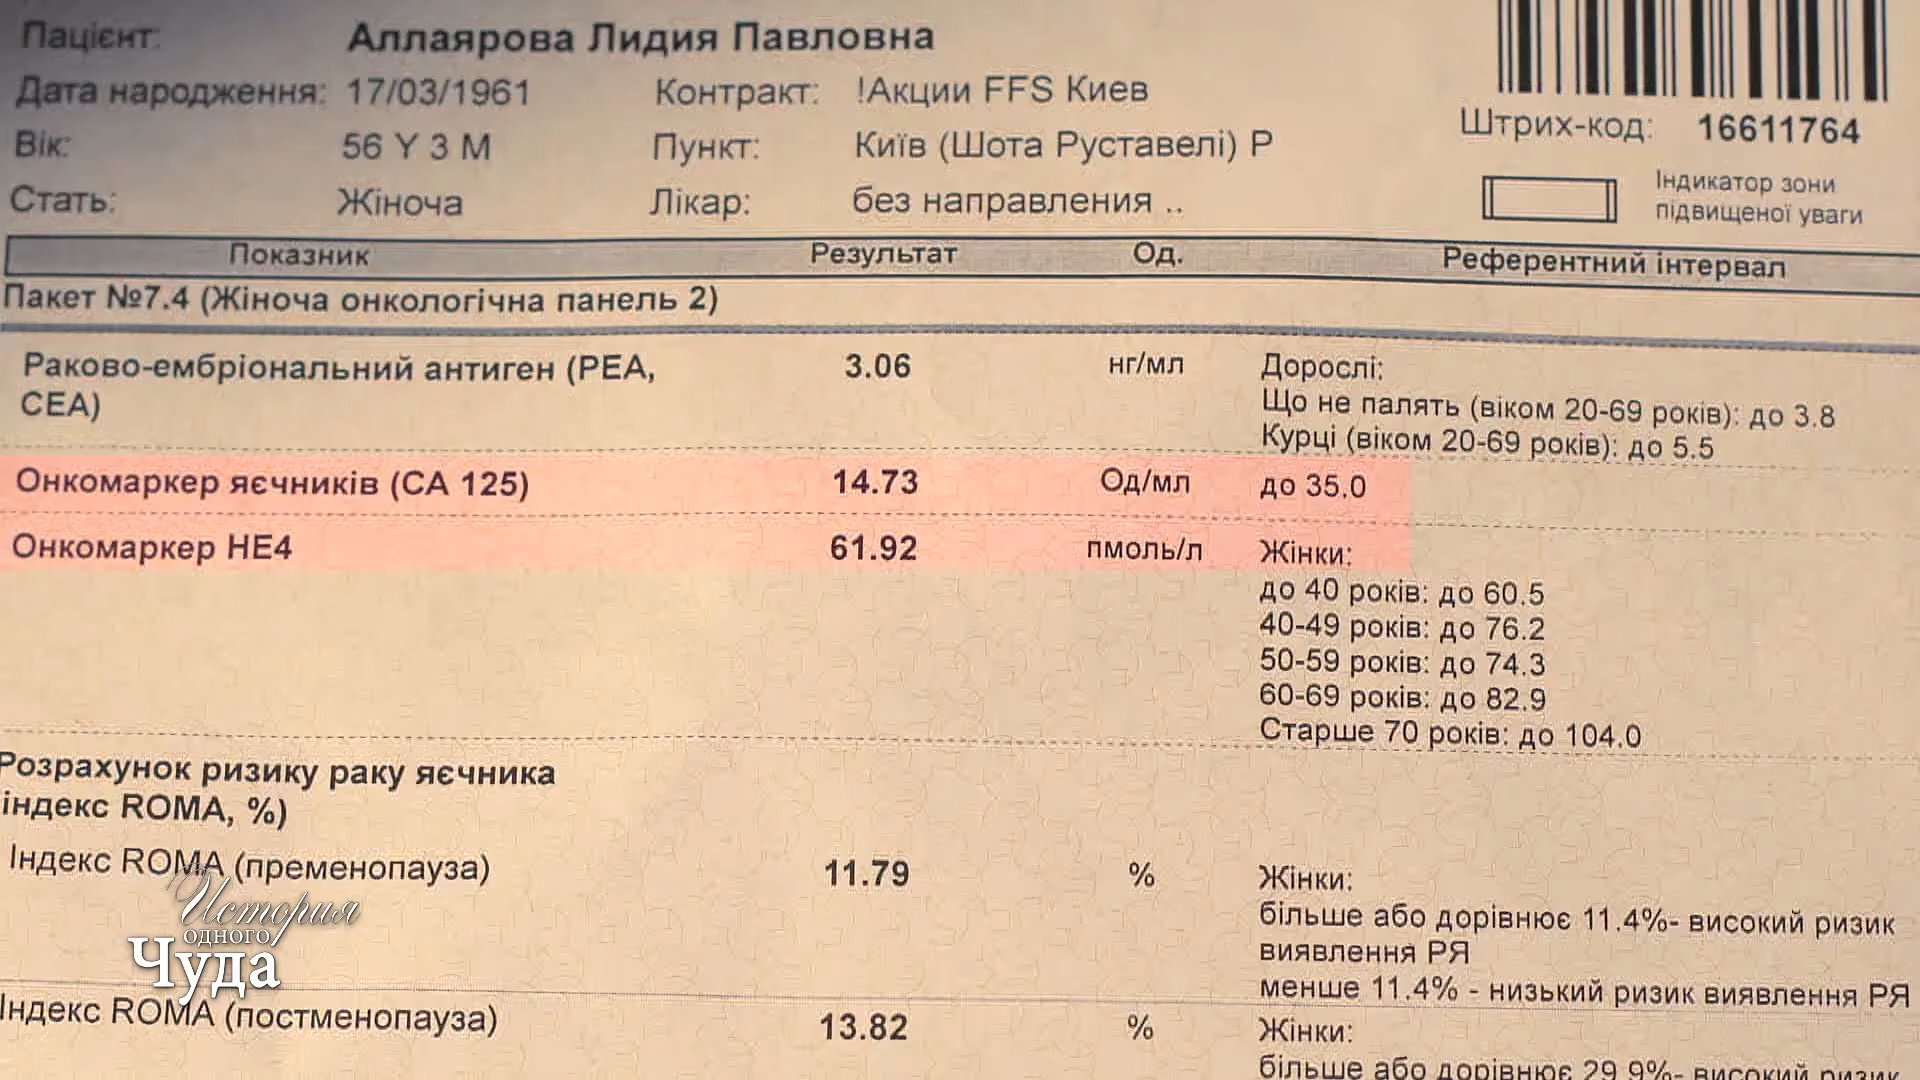 Пацієнт: Аллаярова Лидия Павловна
Дата народження: 17/03/1961 Контракт: !Акции FFS Киев
Штрих-код: 16611764
Вік: 56 Y 3 M Пункт: Київ (Шота Руставелі) Р
Стать: Жіноча Лікар: без направления ..
Індикатор зони
підвищеної уваги
Показник Результат Од. Референтний інтервал
Пакет №7.4 (Жіноча онкологічна панель 2)
Раково-ембріональний антиген (РЕА, 3.06 нг/мл Дорослі:
СЕА) Що не палять (віком 20-69 років): до 3.8
Курці (віком 20-69 років): до 5.5
Онкомаркер яєчників (СА 125) 14.73 Од/мл до 35.0
Онкомаркер НЕ4 61.92 пмоль/л Жінки:
до 40 років: до 60.5
40-49 років: до 76.2
50-59 років: до 74.3
60-69 років: до 82.9
Старше 70 років: до 104.0
Розрахунок ризику раку яєчника
індекс ROMA, %)
Індекс ROMA (пременопауза) 11.79 % Жінки:
більше або дорівнює 11.4%- високий ризик
виявлення РЯ
менше 11.4% - низький ризик виявлення РЯ
История
одного
Чуда
Індекс ROMA (постменопауза) 13.82 % Жінки:
більше або дорівнює 29.9%- високий ризик